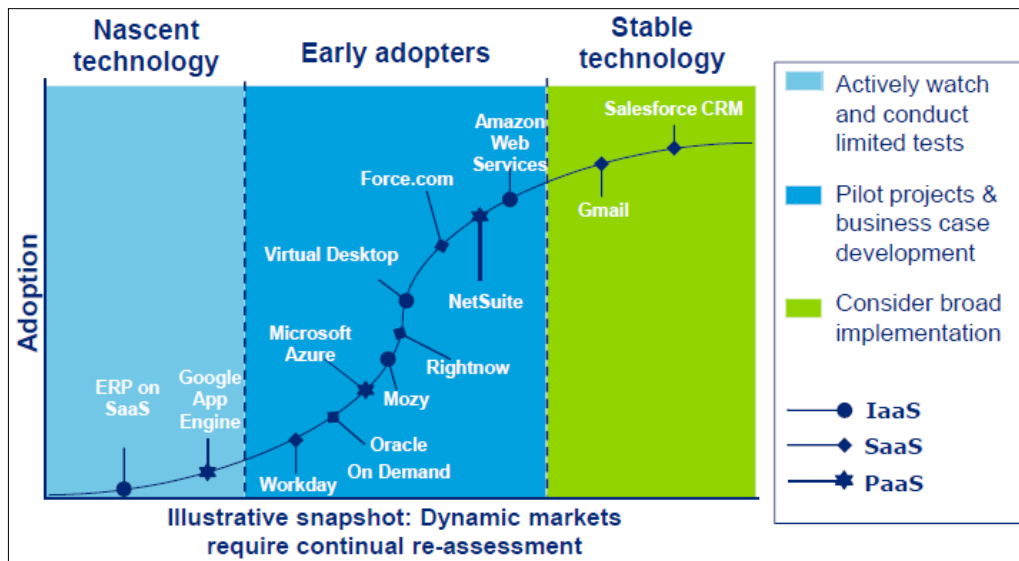 Nascent
technology
Early adopters
Stable
technology
Actively watch
and conduct
limited tests
Pilot projects &
business case
development
Consider broad
implementation
IaaS
SaaS
PaaS
Adoption
Salesforce CRM
Amazon
Web
Services
Gmail
Force.com
NetSuite
Virtual Desktop
Rightnow
Microsoft
Azure
Mozy
Oracle
On Demand
Workday
Google
App
Engine
ERP on
SaaS
Illustrative snapshot: Dynamic markets
require continual re-assessment